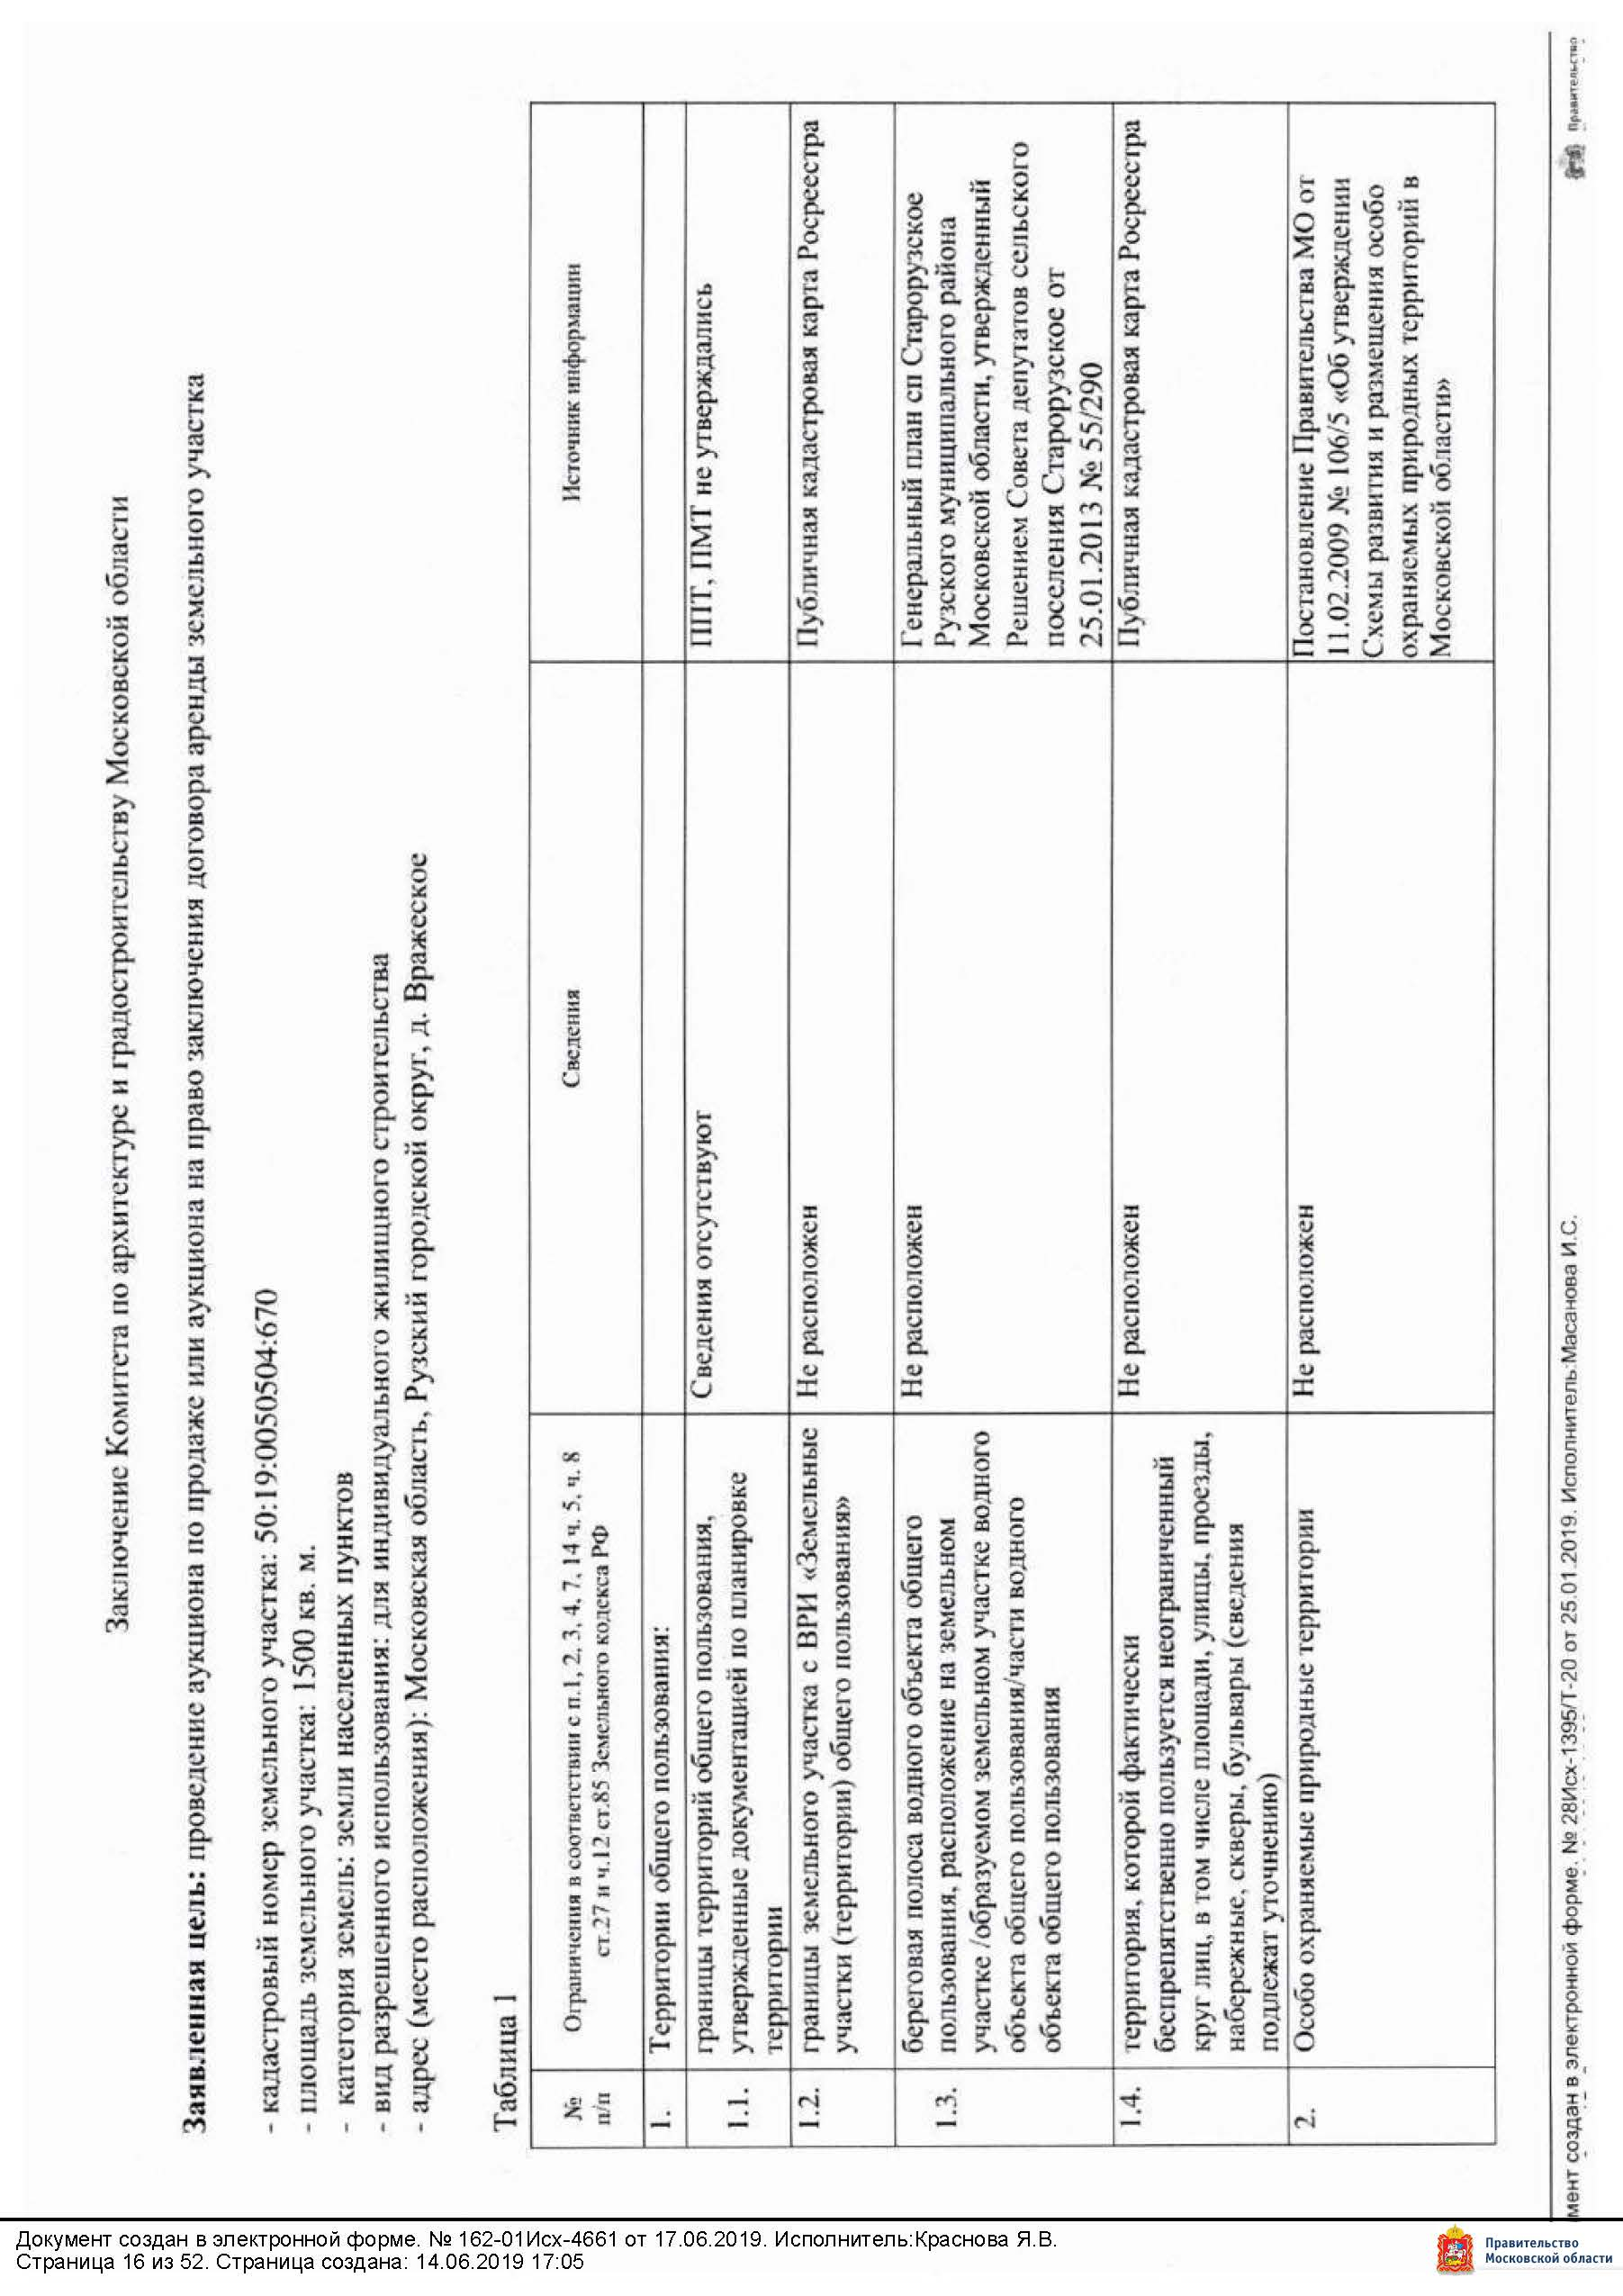 Заключение Комитета по архитектуре и градостроительству Московской области
Заявленная цель: проведение аукциона по продаже или аукциона на право заключения договора аренды земельного участка
- кадастровый номер земельного участка: 50:19:0050504:670
- площадь земельного участка: 1500 кв. м.
- категория земель: земли населенных пунктов
- вид разрешенного использования: для индивидуального жилищного строительства
- адрес (место расположения): Московская область, Рузский городской округ, д. Вражеское
Таблица 1
№
п/п
Ограничения в соответствии с п.1, 2, 3, 4, 7, 14 ч. 5, ч. 8
ст.27 и ч.12 ст.85 Земельного кодекса РФ
Сведения
Источник информации
1.
Территории общего пользования:
1.1.
границы территорий общего пользования,
утвержденные документацией по планировке
территории
Сведения отсутствуют
ППТ, ПМТ не утверждались
1.2.
границы земельного участка с ВРИ «Земельные
участки (территории) общего пользования»
Не расположен
Публичная кадастровая карта Росреестра
1.3.
береговая полоса водного объекта общего
пользования, расположение на земельном
участке /образуемом земельном участке водного
объекта общего пользования/части водного
объекта общего пользования
Не расположен
Генеральный план сп Старорузское
Рузского муниципального района
Московской области, утвержденный
Решением Совета депутатов сельского
поселения Старорузское от
25.01.2013 № 55/290
1.4.
территория, которой фактически
беспрепятственно пользуется неограниченный
круг лиц, в том числе площади, улицы, проезды,
набережные, скверы, бульвары (сведения
подлежат уточнению)
Не расположен
Публичная кадастровая карта Росреестра
2.
Особо охраняемые природные территории
Не расположен
Постановление Правительства МО от
11.02.2009 № 106/5 «Об утверждении
Схемы развития и размещения особо
охраняемых природных территорий в
Московской области»
мент создан в электронной форме. № 28Исх-1395/Т-20 от 25.01.2019. Исполнитель:Масанова И.С.
Правительство
Документ создан в электронной форме. № 162-01Исх-4661 от 17.06.2019. Исполнитель:Краснова Я.В.
Страница 16 из 52. Страница создана: 14.06.2019 17:05
Правительство
Московской области